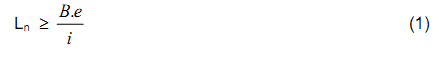 Lₙ ≥ B.e / i (1)